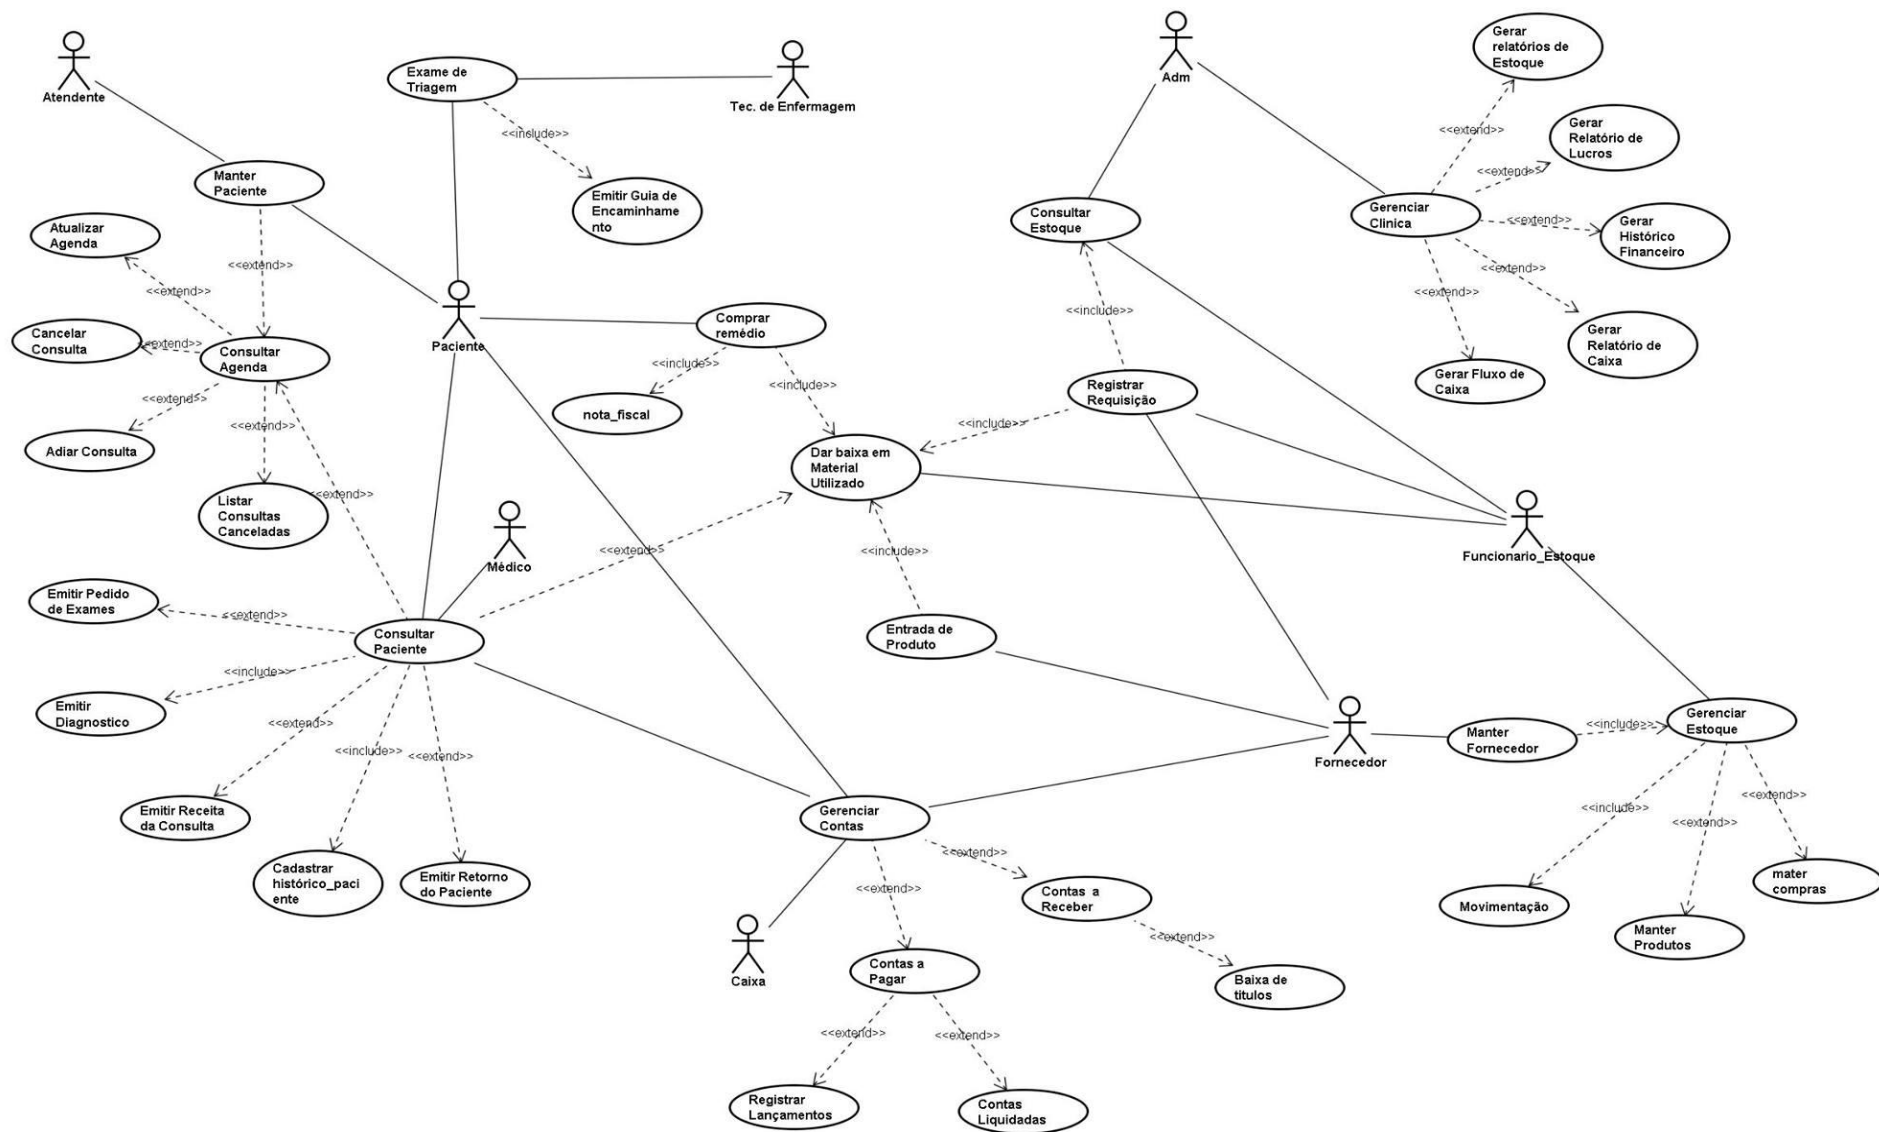 Atendente
Exame de
Triagem
Tec. de Enfermagem
Adm
Gerar
relatórios de
Estoque
<<include>>
<<extend>>
Gerar
Relatório de
Lucros
Manter
Paciente
<<extend>>
Emitir Guia de
Encaminhame
nto
Consultar
Estoque
Gerenciar
Clinica
<<extend>>
Gerar
Histórico
Financeiro
Atualizar
Agenda
<<extend>>
<<extend>>
<<extend>>
<<extend>>
Cancelar
Consulta
<<extend>>
Consultar
Agenda
Paciente
Comprar
remédio
<<include>>
Gerar
Relatório de
Caixa
<<include>>
<<include>>
Gerar Fluxo de
Caixa
<<extend>>
<<extend>>
nota_fiscal
Registrar
Requisição
Adiar Consulta
<<include>>
Dar baixa em
Material
Utilizado
Listar
Consultas
Canceladas
<<extend>>
Médico
<<extend>>
<<include>>
Funcionario_Estoque
Emitir Pedido
de Exames
<<extend>>
Consultar
Paciente
Entrada de
Produto
<<include>>
Emitir
Diagnostico
<<extend>>
<<include>>
<<extend>>
Fornecedor
Manter
Fornecedor
<<include>>
Gerenciar
Estoque
Emitir Receita
da Consulta
Gerenciar
Contas
<<include>>
<<extend>>
<<extend>>
Cadastrar
histórico_paci
ente
Emitir Retorno
do Paciente
<<extend>>
<<extend>>
Contas a
Receber
mater
compras
Movimentação
Manter
Produtos
<<extend>>
Caixa
Contas a
Pagar
Baixa de
titulos
<<extend>>
<<extend>>
Registrar
Lançamentos
Contas
Liquidadas